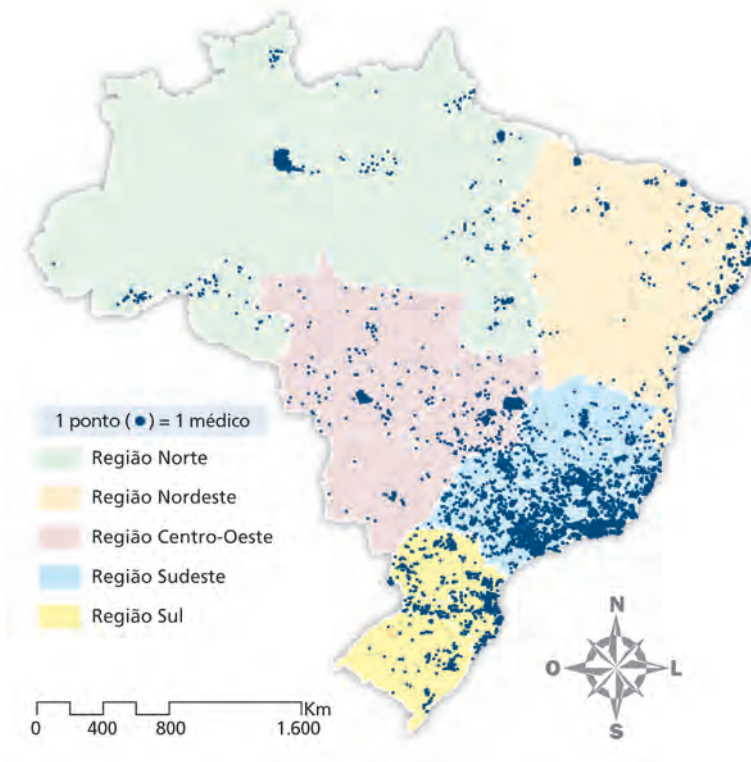 1 ponto (●) = 1 médico
Região Norte
Região Nordeste
Região Centro-Oeste
Região Sudeste
Região Sul
N
O L
S
Km
0 400 800 1.600